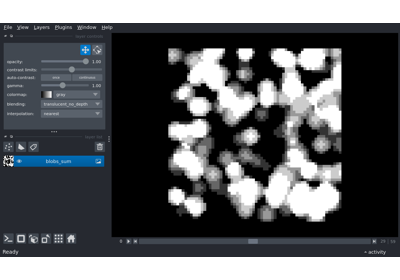 File View Layers Plugins Window Help
opacity: 1.00
contrast limits:
auto-contrast: once continuous
gamma: 1.00
colormap: gray
blending: translucent_no_depth
interpolation: nearest
blobs_sum
Ready
activity